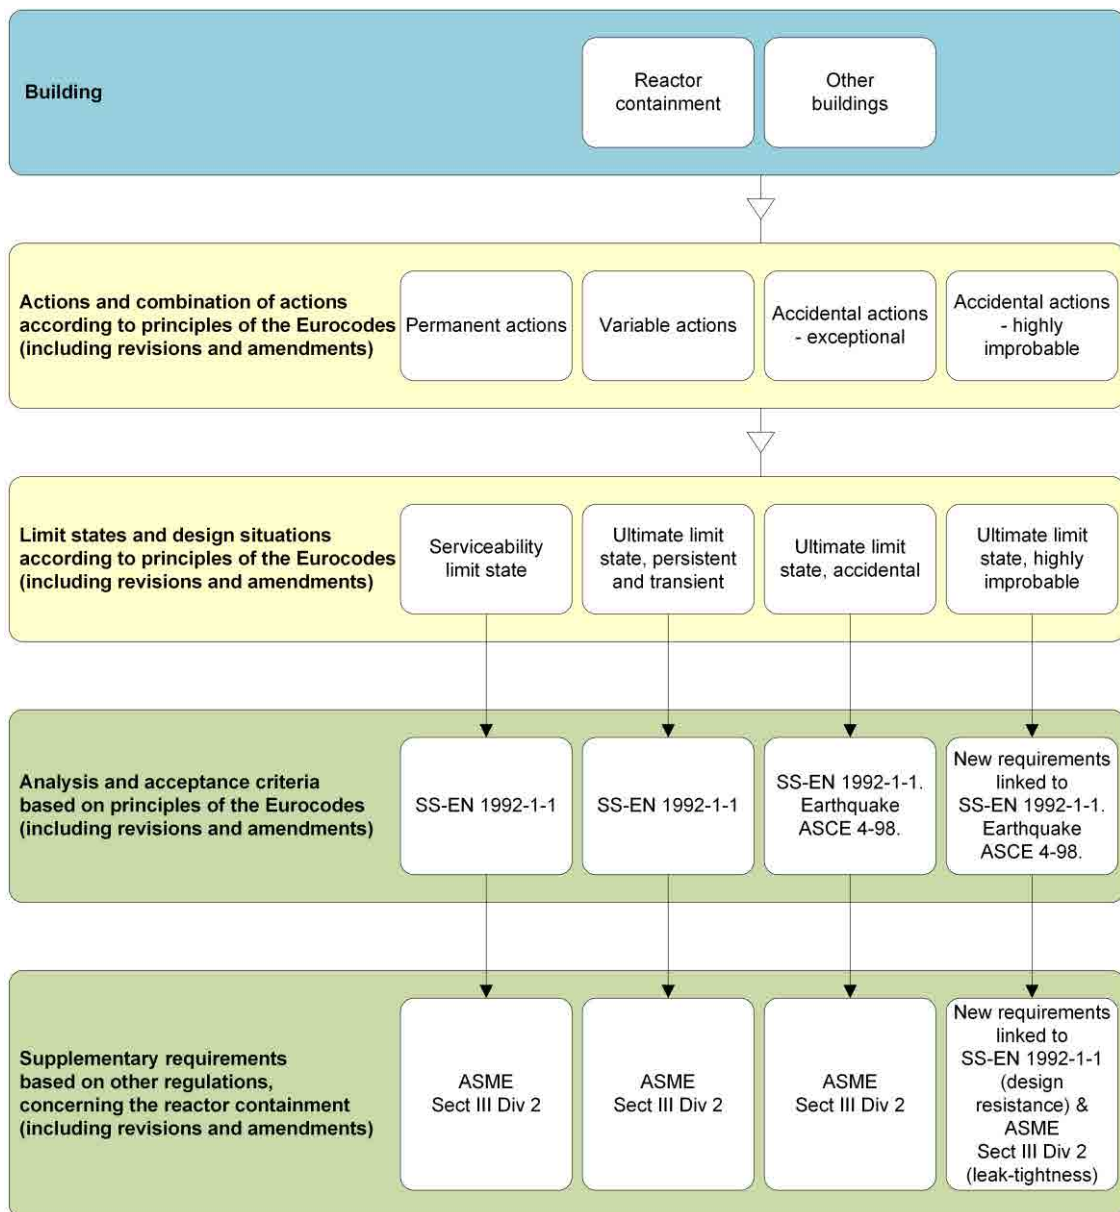 Building
Reactor
containment
Other
buildings
Actions and combination of actions
according to principles of the Eurocodes
(including revisions and amendments)
Permanent actions
Variable actions
Accidental actions
- exceptional
Accidental actions
- highly
improbable
Limit states and design situations
according to principles of the Eurocodes
(including revisions and amendments)
Serviceability
limit state
Ultimate limit
state, persistent
and transient
Ultimate limit
state, accidental
Ultimate limit
state, highly
improbable
Analysis and acceptance criteria
based on principles of the Eurocodes
(including revisions and amendments)
SS-EN 1992-1-1
SS-EN 1992-1-1
SS-EN 1992-1-1.
Earthquake
ASCE 4-98.
New requirements
linked to
SS-EN 1992-1-1.
Earthquake
ASCE 4-98.
Supplementary requirements
based on other regulations,
concerning the reactor containment
(including revisions and amendments)
ASME
Sect III Div 2
ASME
Sect III Div 2
ASME
Sect III Div 2
New requirements
linked to
SS-EN 1992-1-1
(design
resistance) &
ASME
Sect III Div 2
(leak-tightness)